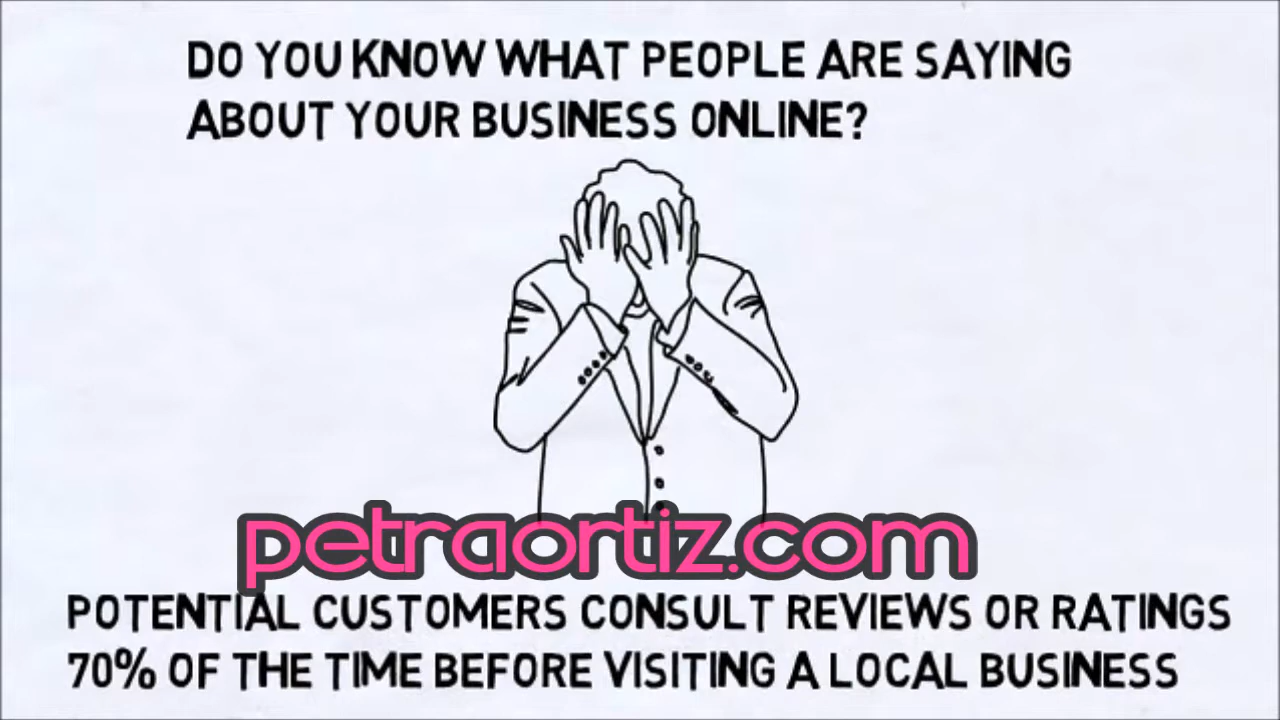 DO YOU KNOW WHAT PEOPLE ARE SAYING
ABOUT YOUR BUSINESS ONLINE?
petraortiz.com
POTENTIAL CUSTOMERS CONSULT REVIEWS OR RATINGS
70% OF THE TIME BEFORE VISITING A LOCAL BUSINESS